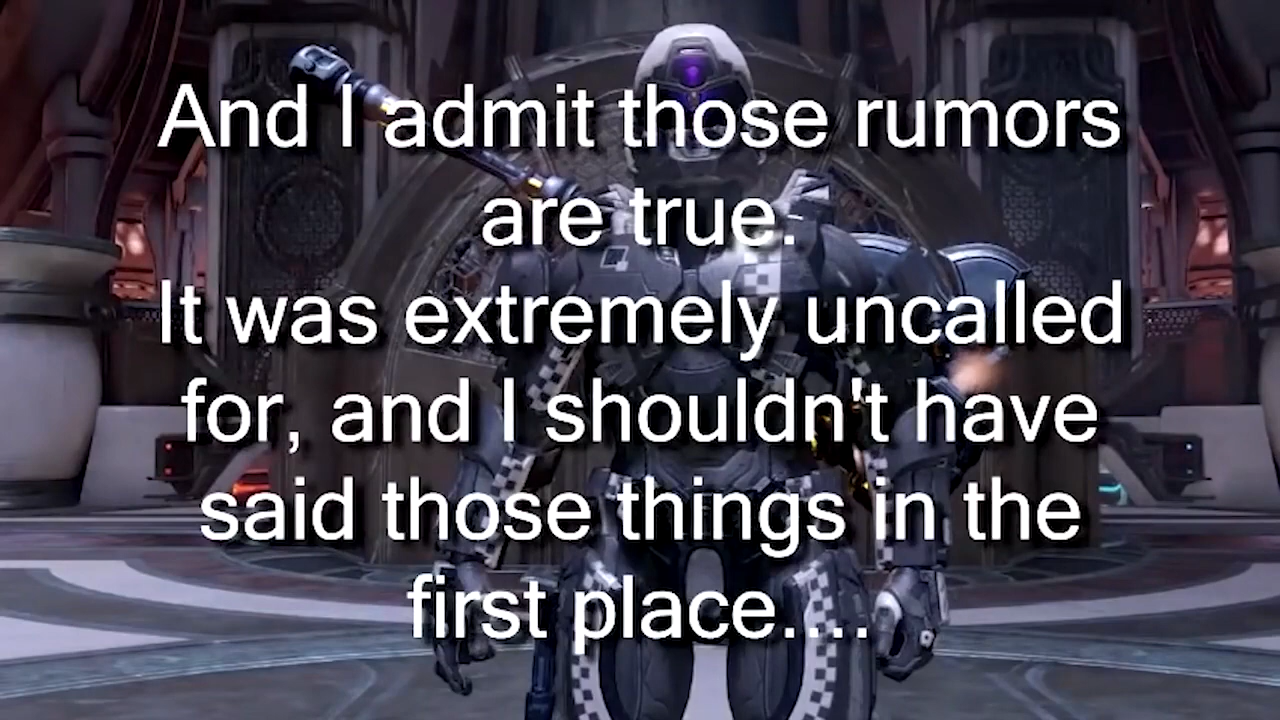 And I admit those rumors
are true.
It was extremely uncalled
for, and I shouldn't have
said those things in the
first place....